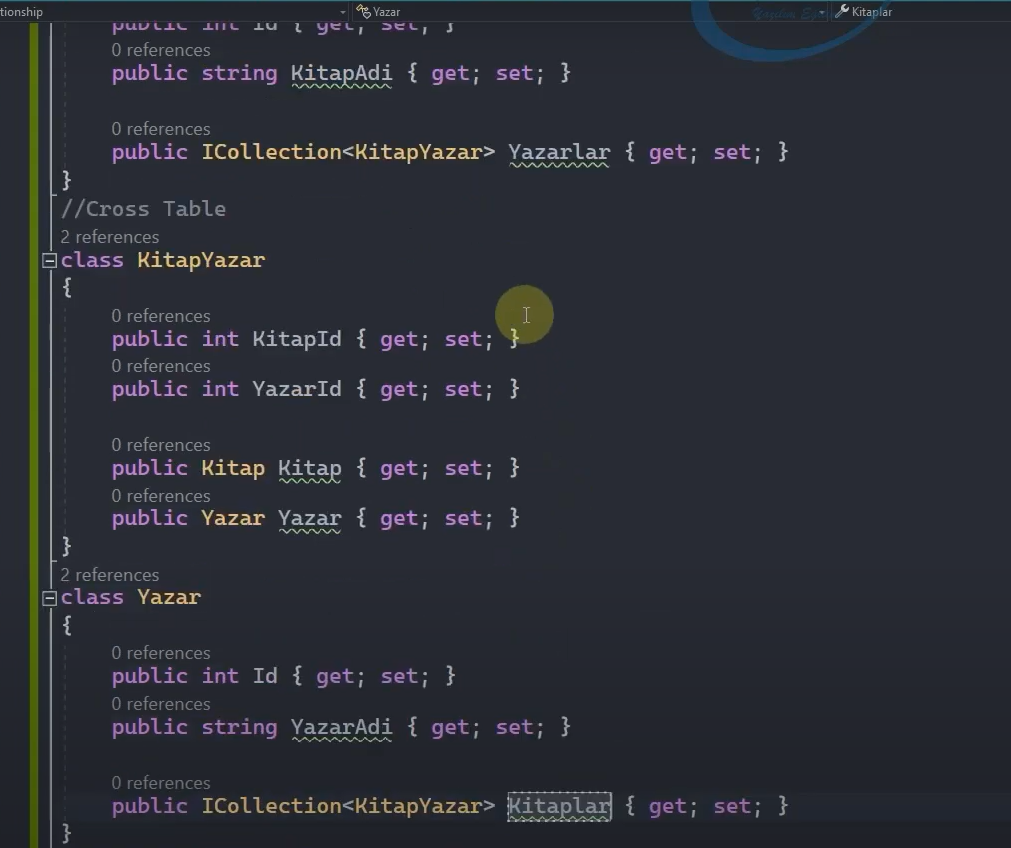 tionship Yazar Kitaplar
public int Id { get; set; }
0 references
public string KitapAdi { get; set; }
0 references
public ICollection<KitapYazar> Yazarlar { get; set; }
}
//Cross Table
2 references
class KitapYazar
{
0 references
public int KitapId { get; set; }
0 references
public int YazarId { get; set; }
0 references
public Kitap Kitap { get; set; }
0 references
public Yazar Yazar { get; set; }
}
2 references
class Yazar
{
0 references
public int Id { get; set; }
0 references
public string YazarAdi { get; set; }
0 references
public ICollection<KitapYazar> Kitaplar { get; set; }
}